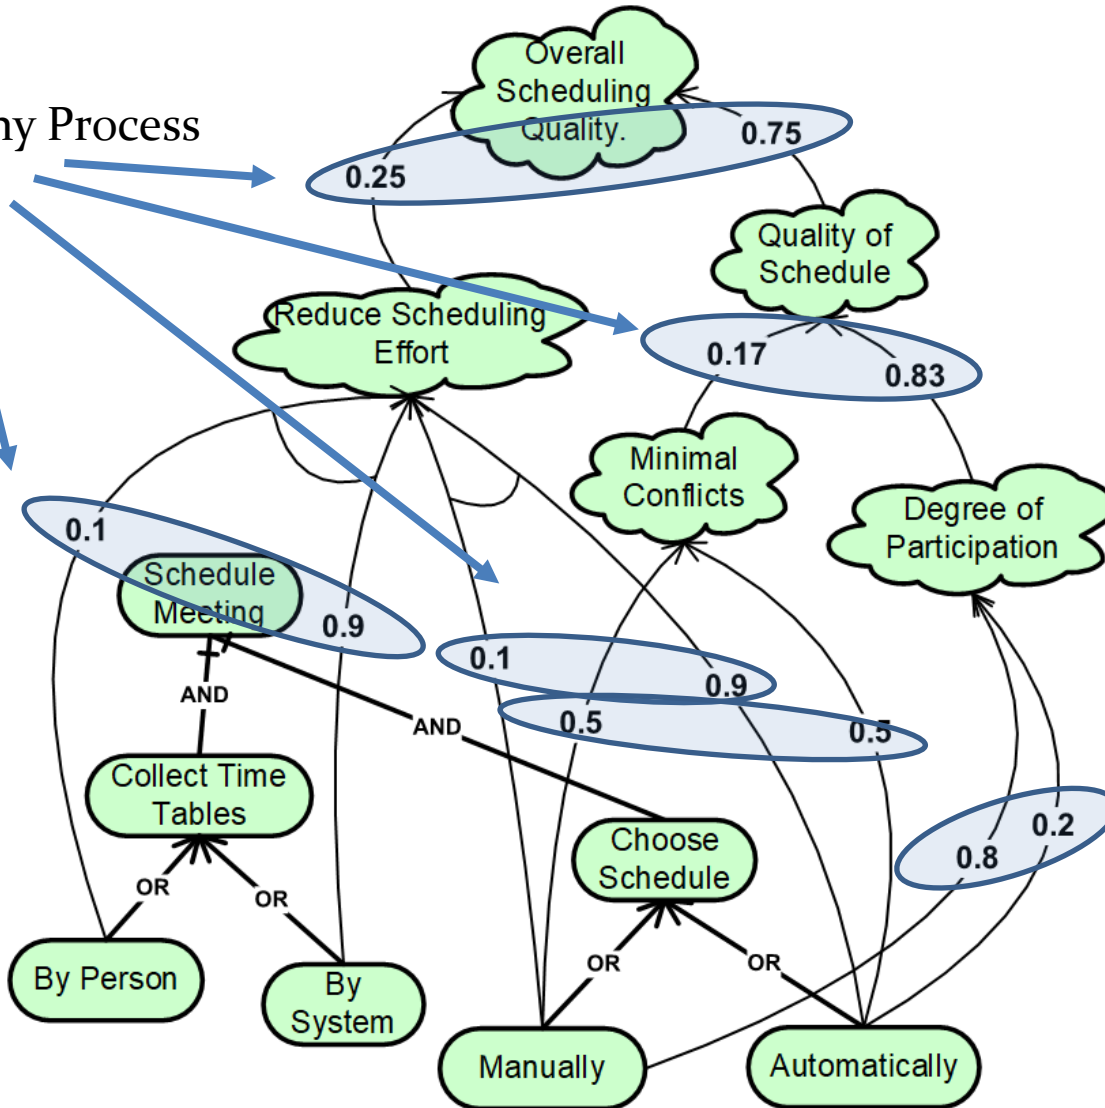 Overall
Scheduling
Quality.
ny Process
0.75
0.25
Quality of
Schedule
Reduce Scheduling
Effort
0.17
0.83
Minimal
Conflicts
Degree of
Participation
0.1
Schedule
Meeting
0.9
0.1
0.9
0.5
0.5
AND
AND
Collect Time
Tables
0.2
0.8
Choose
Schedule
OR
OR
OR
OR
By Person
By
System
Manually
Automatically